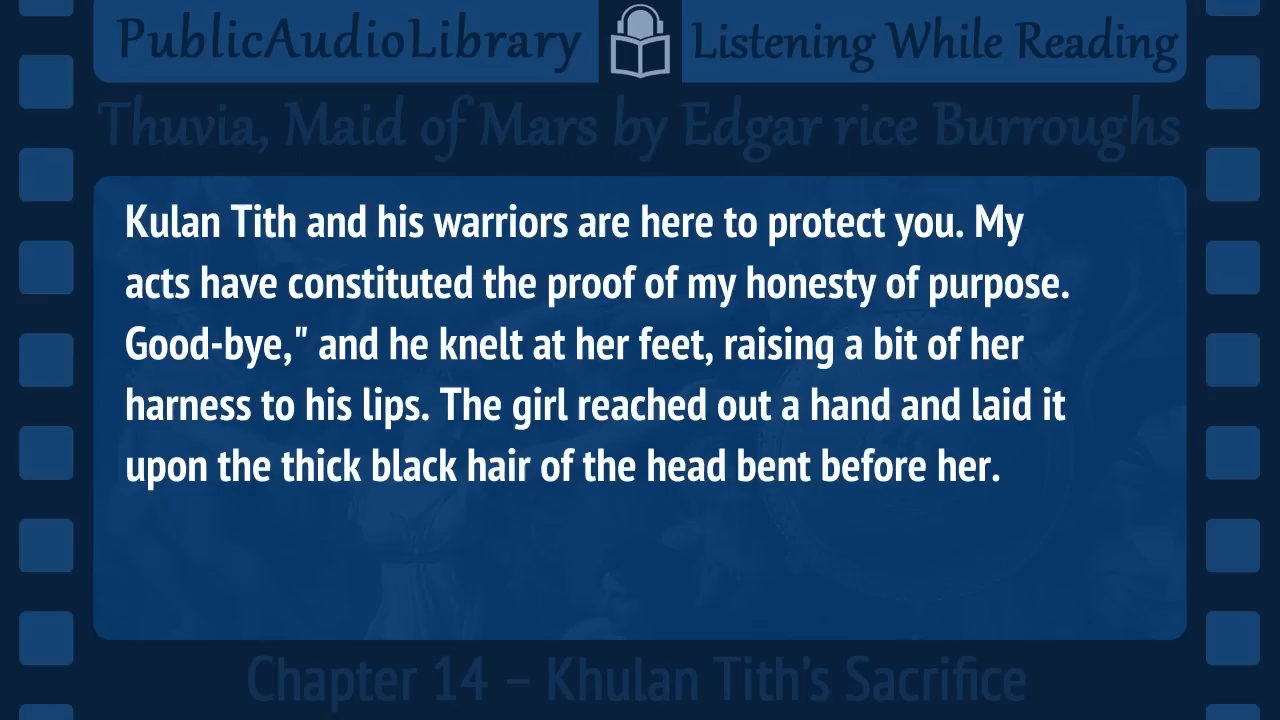 PublicAudioLibrary Listening While Reading
Thuvia, Maid of Mars by Edgar rice Burroughs
Kulan Tith and his warriors are here to protect you. My
acts have constituted the proof of my honesty of purpose.
Good-bye," and he knelt at her feet, raising a bit of her
harness to his lips. The girl reached out a hand and laid it
upon the thick black hair of the head bent before her.
Chapter 14 – Khulan Tith's Sacrifice